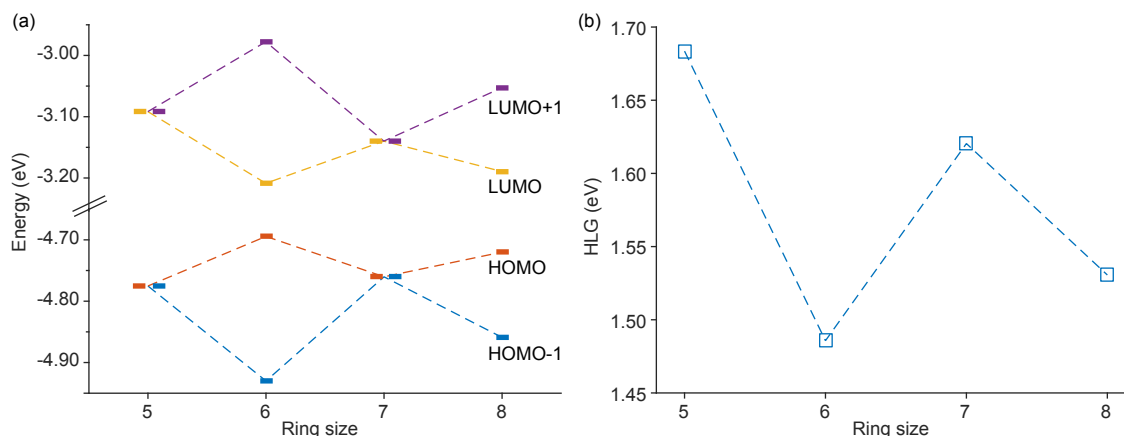 (a)
Energy (eV)
-3.00
-3.10
-3.20
-4.70
-4.80
-4.90
LUMO+1
LUMO
HOMO
HOMO-1
5 6 7 8
Ring size
(b)
HLG (eV)
1.70
1.65
1.60
1.55
1.50
1.45
5 6 7 8
Ring size